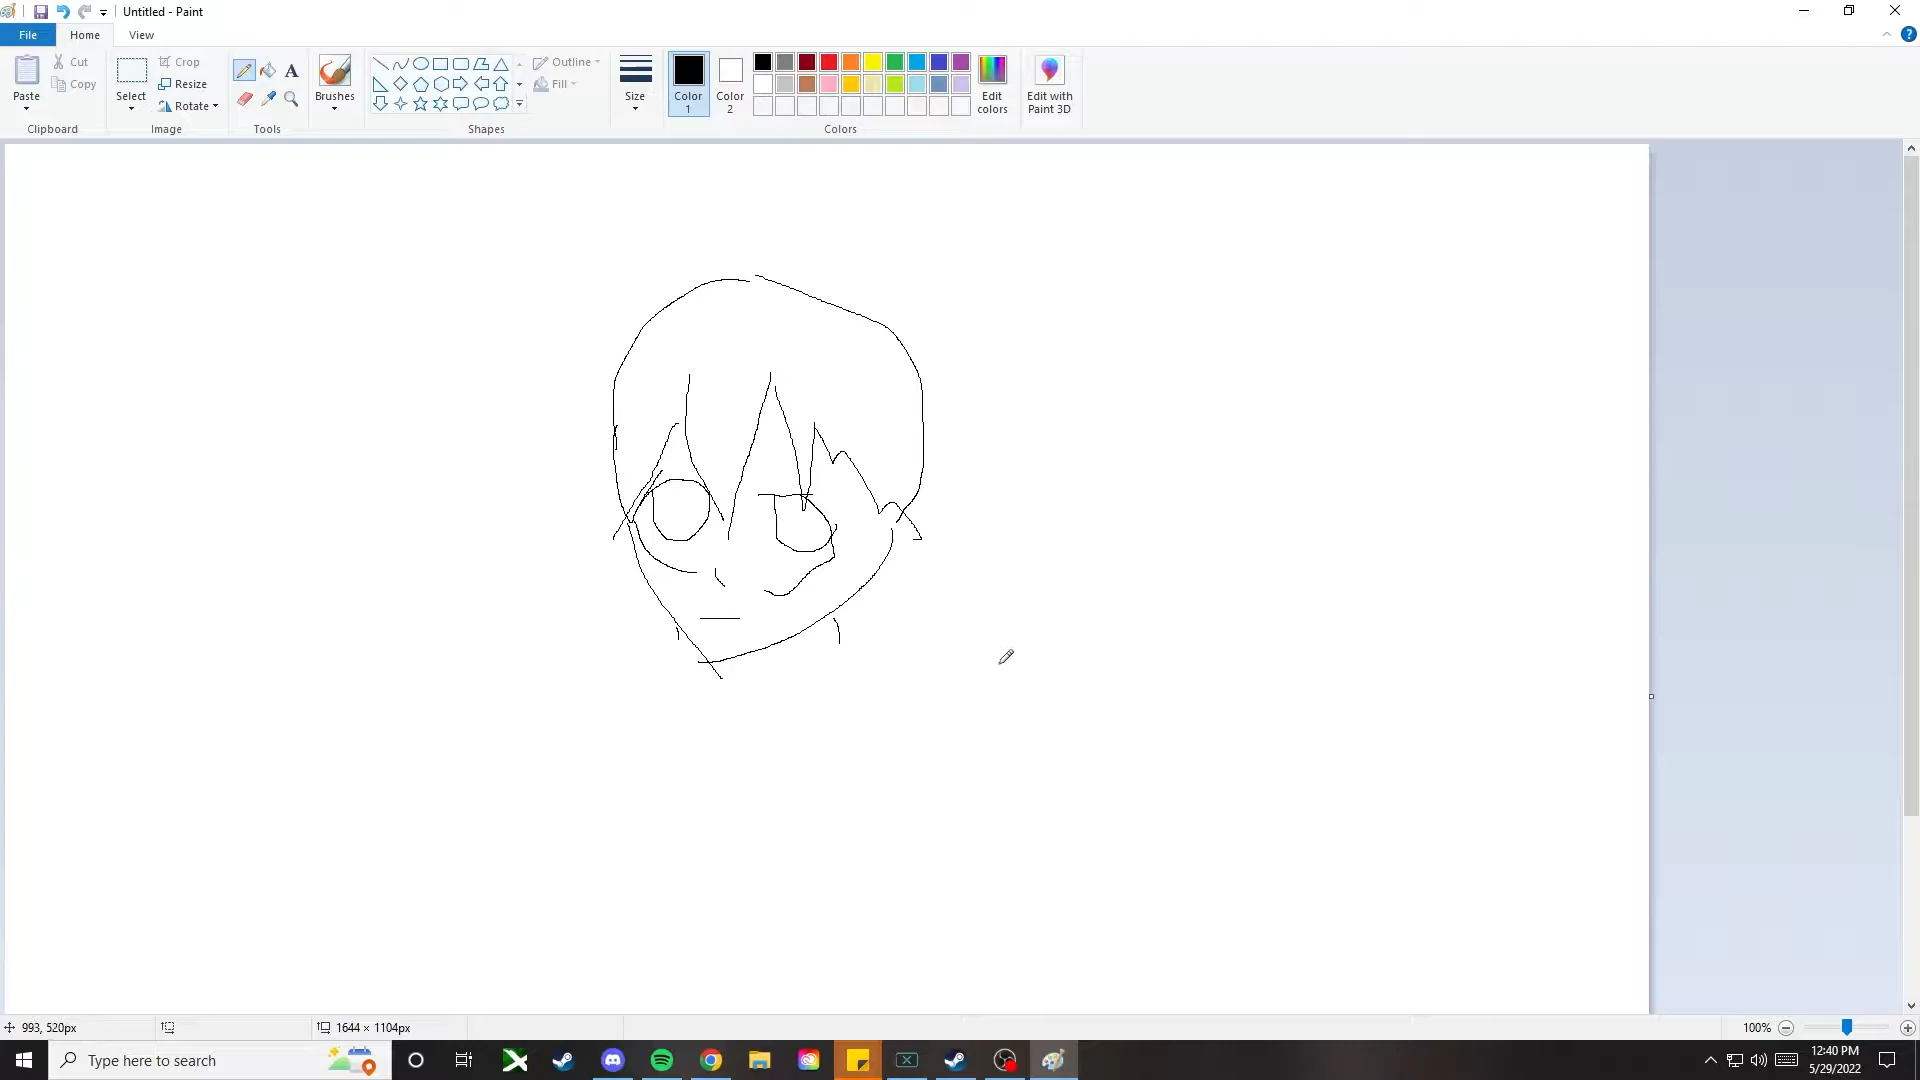 Untitled - Paint
File Home View
Paste
Cut
Copy
Clipboard
Select
Crop
Resize
Rotate
Image
A
Tools
Brushes
Shapes
Outline
Fill
Size
Color 1
Color 2
Colors
Edit colors
Edit with Paint 3D
993, 520px
1644 × 1104px
100%
Type here to search
12:40 PM
5/29/2022